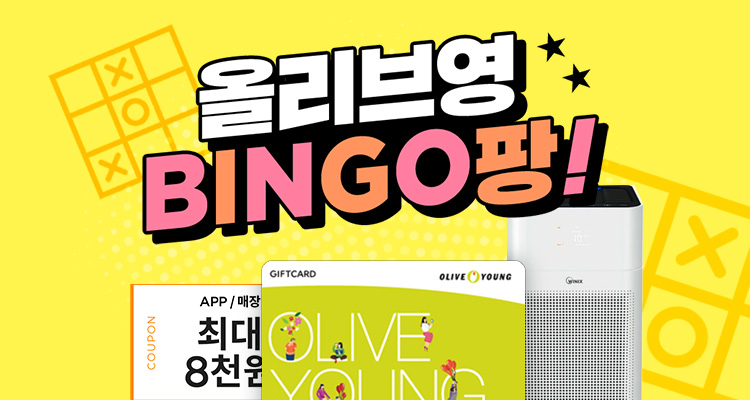 올리브영
BINGO팡!
GIFTCARD
OLIVE YOUNG
WINIX
COUPON
APP / 매장
최대
8천원
OLIVE
YOUNG